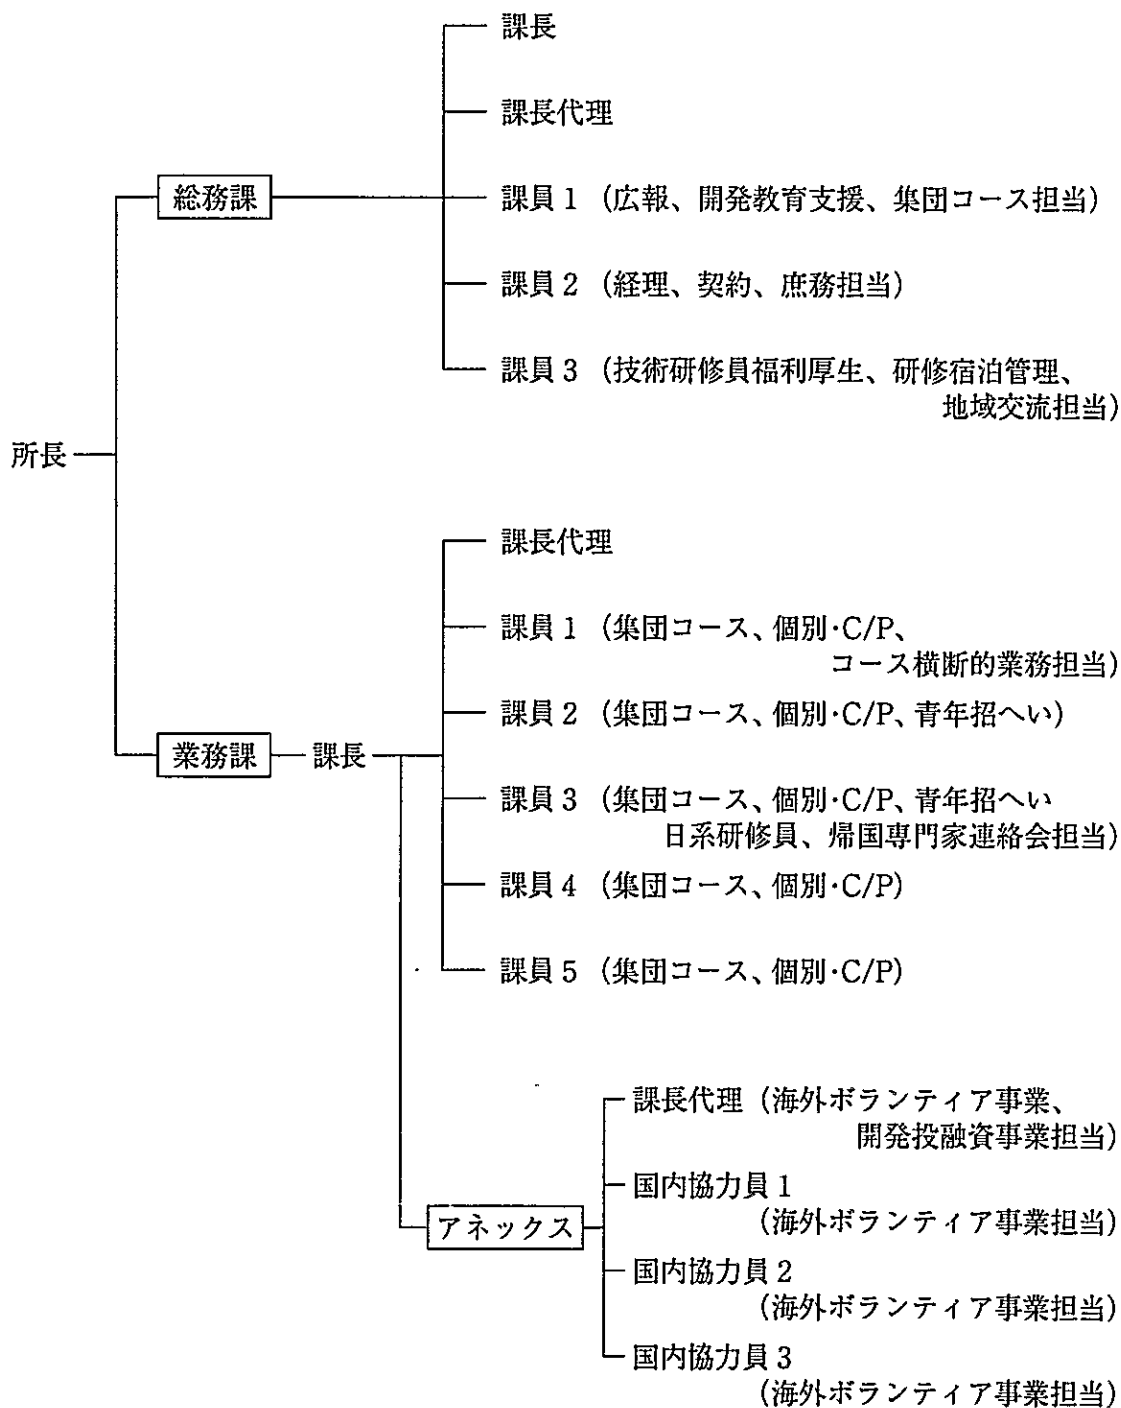 課長
課長代理
総務課
課員1（広報、開発教育支援、集団コース担当）
課員2（経理、契約、庶務担当）
課員3（技術研修員福利厚生、研修宿泊管理、
地域交流担当）
所長
課長代理
課員1（集団コース、個別・C/P、
コース横断的業務担当）
課員2（集団コース、個別・C/P、青年招へい）
業務課
課長
課員3（集団コース、個別・C/P、青年招へい
日系研修員、帰国専門家連絡会担当）
課員4（集団コース、個別・C/P）
課員5（集団コース、個別・C/P）
課長代理（海外ボランティア事業、
開発投融資事業担当）
国内協力員1
（海外ボランティア事業担当）
アネックス
国内協力員2
（海外ボランティア事業担当）
国内協力員3
（海外ボランティア事業担当）